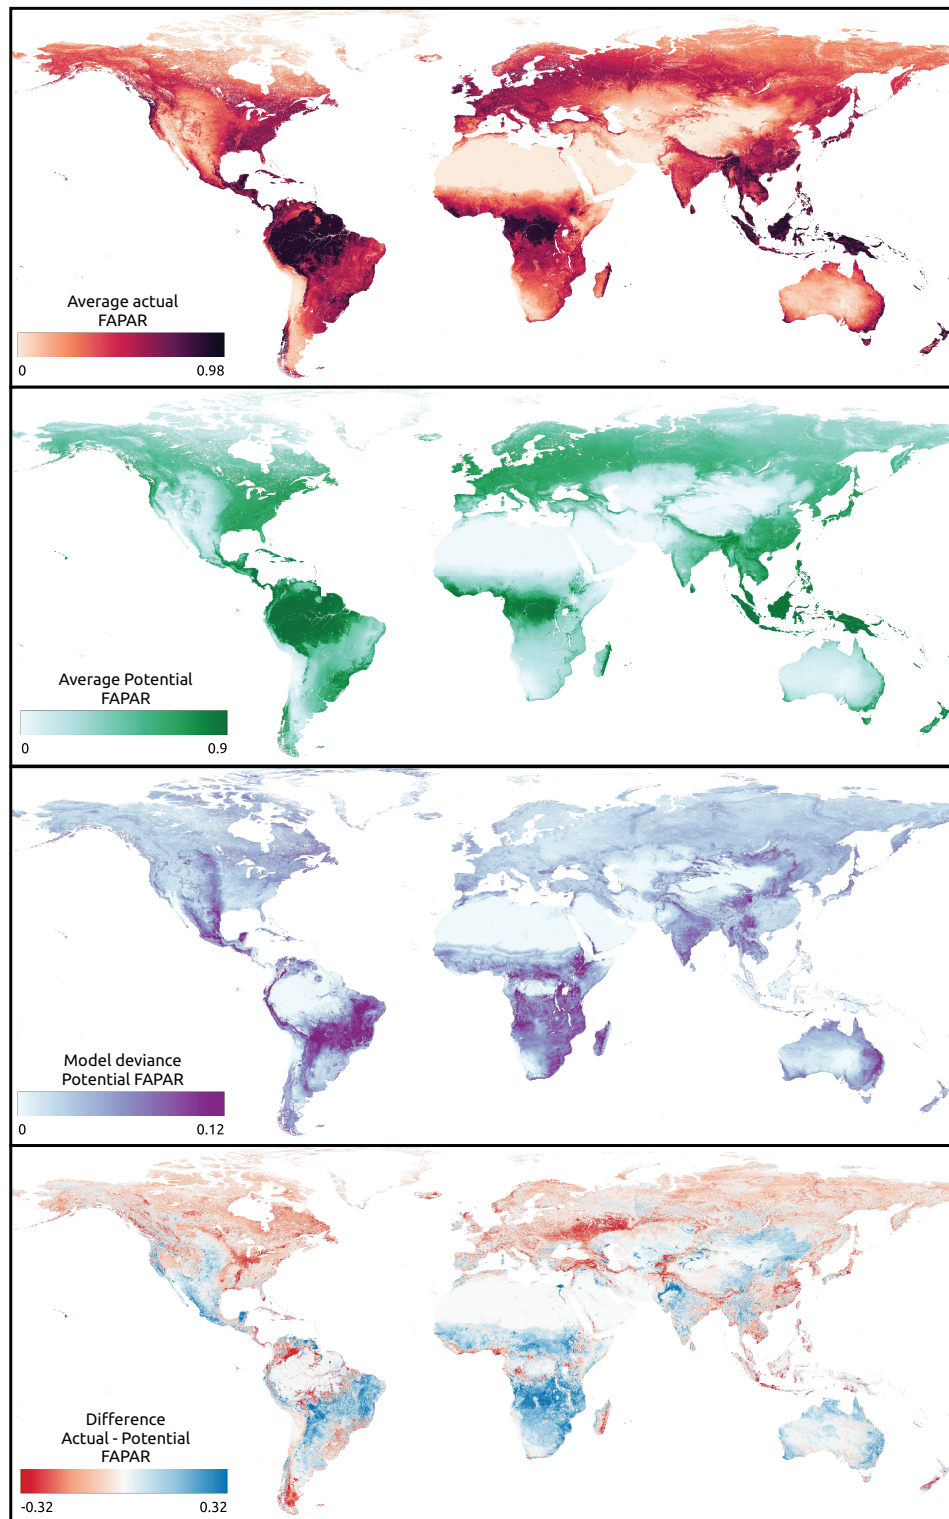 Average actual
FAPAR
0 0.98
Average Potential
FAPAR
0 0.9
Model deviance
Potential FAPAR
0 0.12
Difference
Actual - Potential
FAPAR
-0.32 0.32